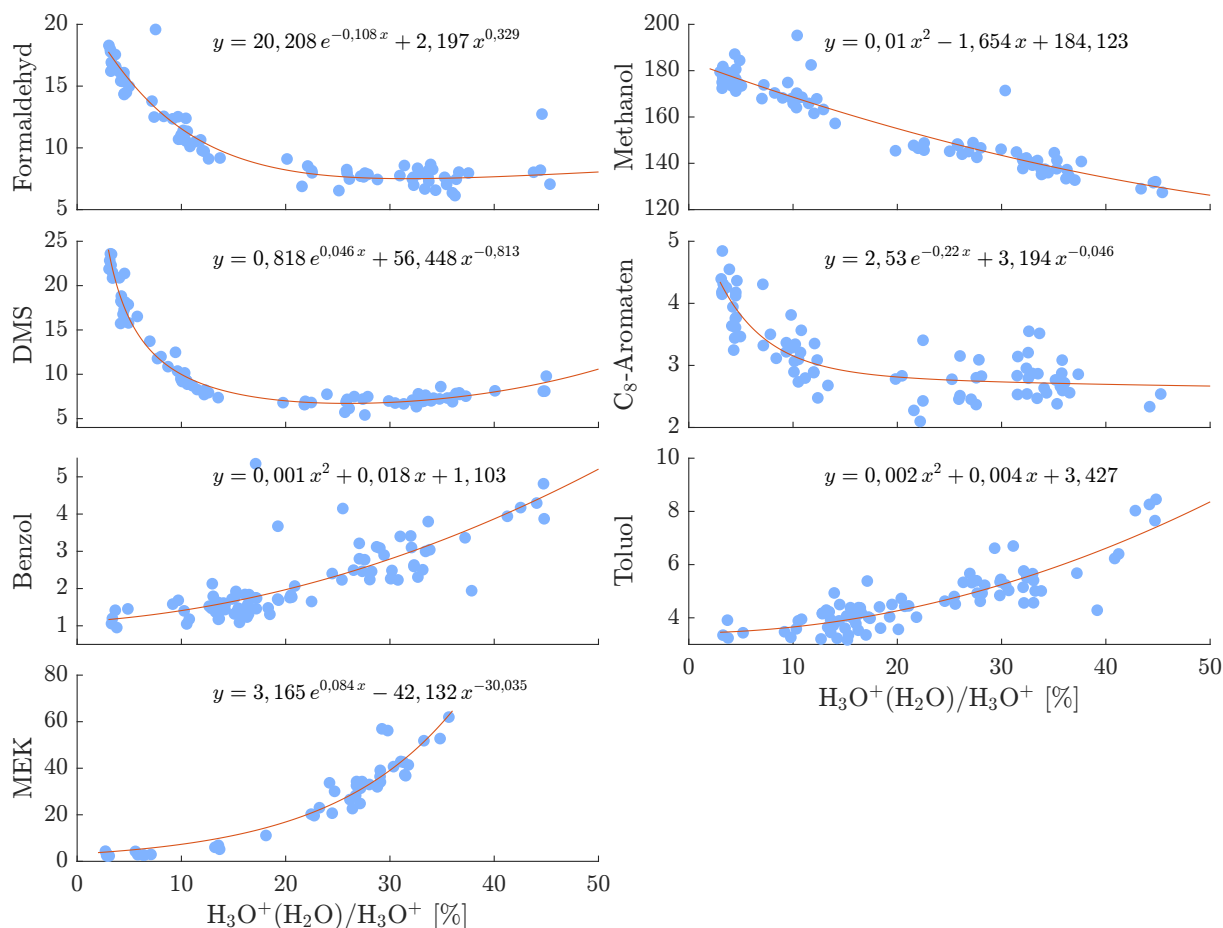 Formaldehyd
20
15
10
5
y = 20,208 e^{−0,108 x} + 2,197 x^{0,329}
Methanol
200
180
160
140
120
y = 0,01 x² − 1,654 x + 184,123
DMS
25
20
15
10
5
y = 0,818 e^{0,046 x} + 56,448 x^{−0,813}
C₈-Aromaten
5
4
3
2
y = 2,53 e^{−0,22 x} + 3,194 x^{−0,046}
Benzol
5
4
3
2
1
y = 0,001 x² + 0,018 x + 1,103
Toluol
10
8
6
4
y = 0,002 x² + 0,004 x + 3,427
0 10 20 30 40 50
H₃O⁺(H₂O)/H₃O⁺ [%]
MEK
80
60
40
20
0
y = 3,165 e^{0,084 x} − 42,132 x^{−30,035}
0 10 20 30 40 50
H₃O⁺(H₂O)/H₃O⁺ [%]